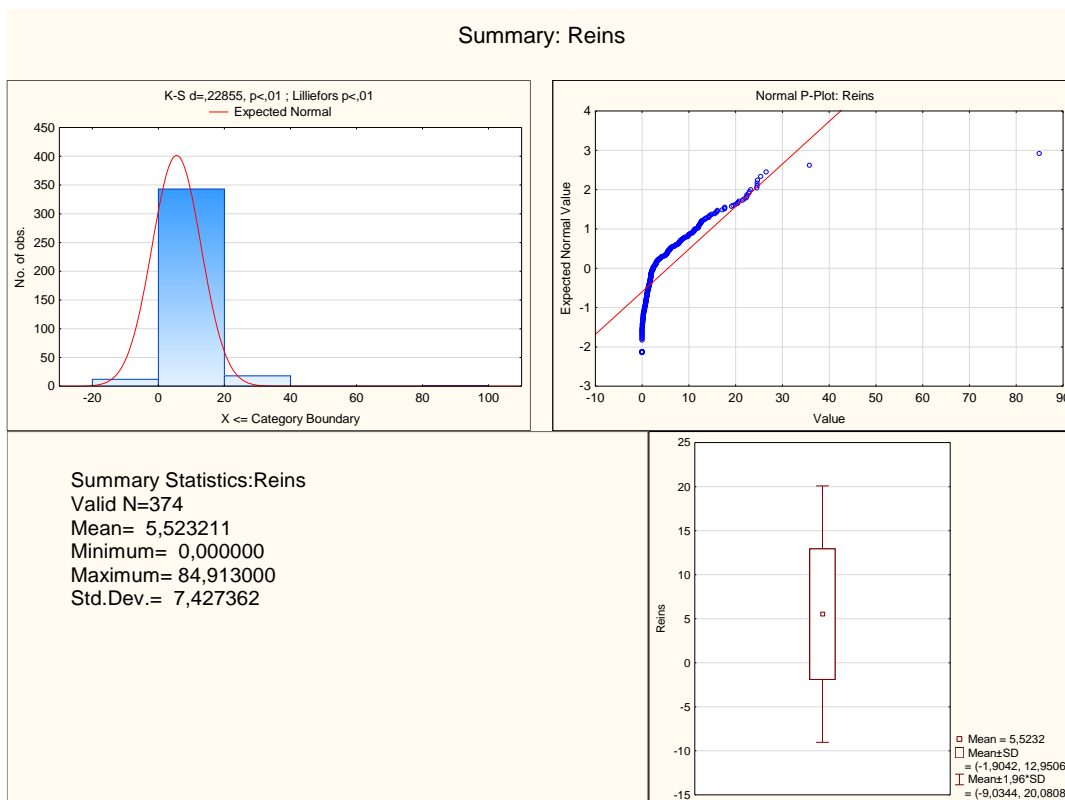 Summary: Reins
K-S d=,22855, p<,01 ; Lilliefors p<,01
Expected Normal
450
400
350
300
250
200
150
100
50
0
No. of obs.
-20 0 20 40 60 80 100
X <= Category Boundary
Normal P-Plot: Reins
4
3
2
1
0
-1
-2
-3
Expected Normal Value
-10 0 10 20 30 40 50 60 70 80 90
Value
Summary Statistics:Reins
Valid N=374
Mean= 5,523211
Minimum= 0,000000
Maximum= 84,913000
Std.Dev.= 7,427362
25
20
15
10
5
0
-5
-10
-15
Reins
Mean = 5,5232
Mean±SD
= (-1,9042, 12,9506
Mean±1,96*SD
= (-9,0344, 20,0808